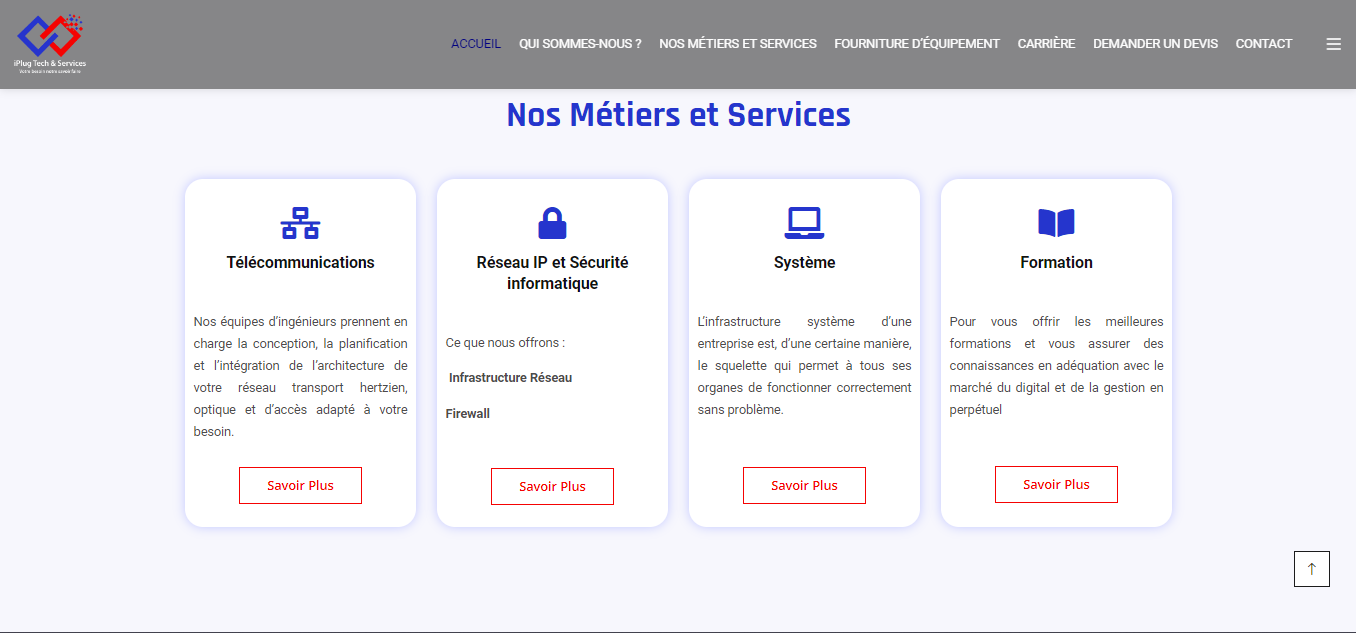 iPlug Tech & Services
Votre besoin notre savoir faire
ACCUEIL QUI SOMMES-NOUS ? NOS MÉTIERS ET SERVICES FOURNITURE D'ÉQUIPEMENT CARRIÈRE DEMANDER UN DEVIS CONTACT
Nos Métiers et Services
Télécommunications
Nos équipes d'ingénieurs prennent en
charge la conception, la planification
et l'intégration de l'architecture de
votre réseau transport hertzien,
optique et d'accès adapté à votre
besoin.
Savoir Plus
Réseau IP et Sécurité
informatique
Ce que nous offrons :
Infrastructure Réseau
Firewall
Savoir Plus
Système
L'infrastructure système d'une
entreprise est, d'une certaine manière,
le squelette qui permet à tous ses
organes de fonctionner correctement
sans problème.
Savoir Plus
Formation
Pour vous offrir les meilleures
formations et vous assurer des
connaissances en adéquation avec le
marché du digital et de la gestion en
perpétuel
Savoir Plus